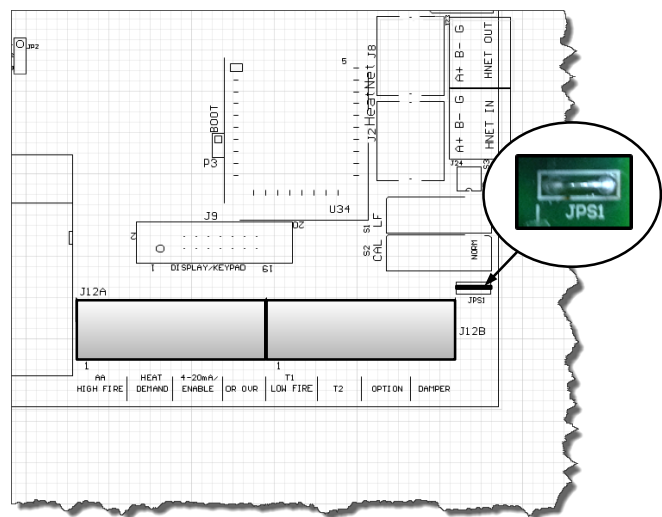 JP2
5
J8
A+ B- G
HNET OUT
HeatNet
J2
A+ B- G
HNET IN
BOOT
P3
J24
S3
U34
J9
20
2
1
DISPLAY/KEYPAD
19
S1
LF
S2
CAL
NORM
JPS1
JPS1
J12A
J12B
1
1
AA
HIGH FIRE
HEAT
DEMAND
4-20mA/
ENABLE
OR OVR
T1
LOW FIRE
T2
OPTION
DAMPER